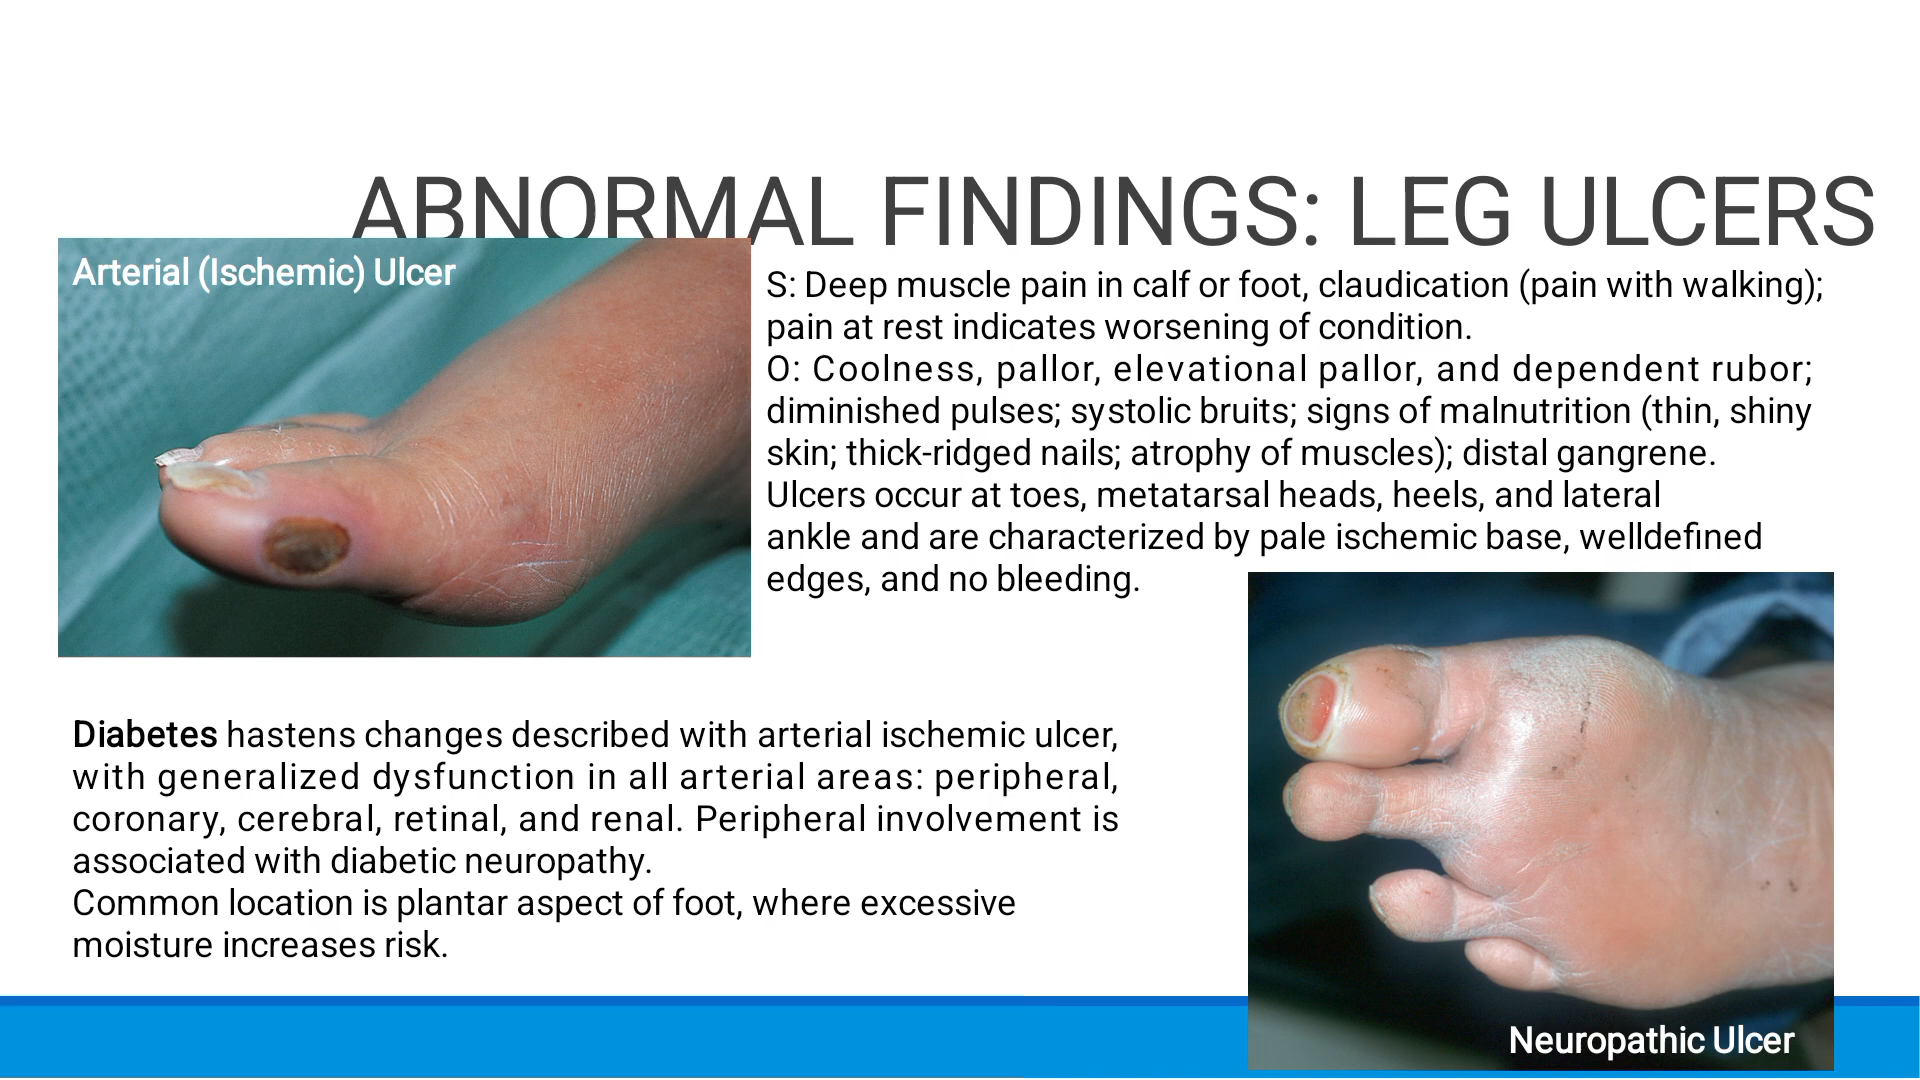 ABNORMAL FINDINGS: LEG ULCERS
Arterial (Ischemic) Ulcer
S: Deep muscle pain in calf or foot, claudication (pain with walking);
pain at rest indicates worsening of condition.
O: Coolness, pallor, elevational pallor, and dependent rubor;
diminished pulses; systolic bruits; signs of malnutrition (thin, shiny
skin; thick-ridged nails; atrophy of muscles); distal gangrene.
Ulcers occur at toes, metatarsal heads, heels, and lateral
ankle and are characterized by pale ischemic base, welldefined
edges, and no bleeding.
Diabetes hastens changes described with arterial ischemic ulcer,
with generalized dysfunction in all arterial areas: peripheral,
coronary, cerebral, retinal, and renal. Peripheral involvement is
associated with diabetic neuropathy.
Common location is plantar aspect of foot, where excessive
moisture increases risk.
Neuropathic Ulcer